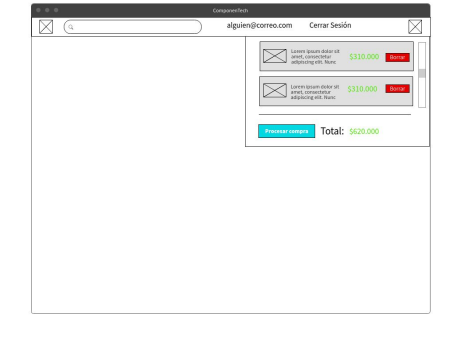 ComponenTech
alguien@correo.com Cerrar Sesión
Lorem ipsum dolor sit
amet, consectetur
adipiscing elit. Nunc
$310.000
Borrar
Lorem ipsum dolor sit
amet, consectetur
adipiscing elit. Nunc
$310.000
Borrar
Procesar compra Total: $620.000